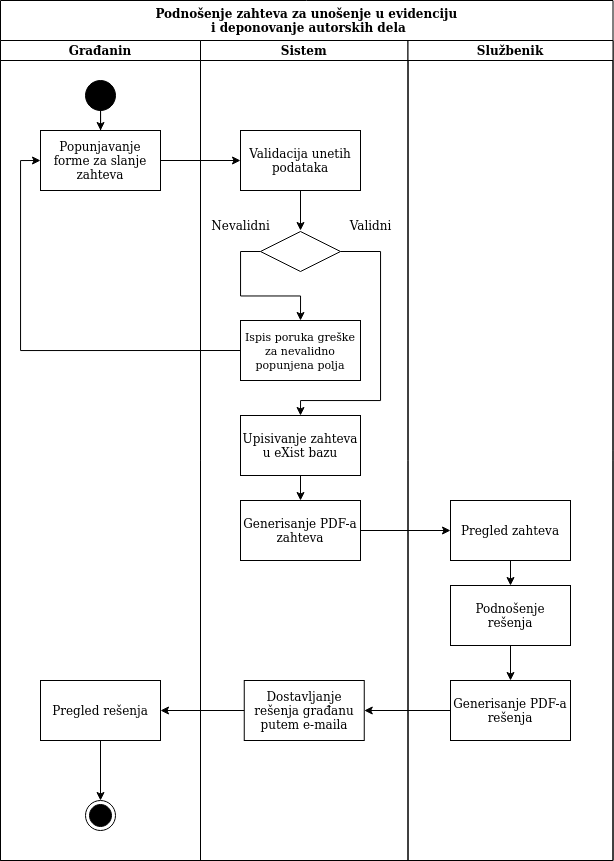 Podnošenje zahteva za unošenje u evidenciju
i deponovanje autorskih dela
Građanin
Sistem
Službenik
Popunjavanje
forme za slanje
zahteva
Validacija unetih
podataka
Nevalidni
Validni
Ispis poruka greške
za nevalidno
popunjena polja
Upisivanje zahteva
u eXist bazu
Generisanje PDF-a
zahteva
Pregled zahteva
Podnošenje
rešenja
Generisanje PDF-a
rešenja
Dostavljanje
rešenja građanu
putem e-maila
Pregled rešenja